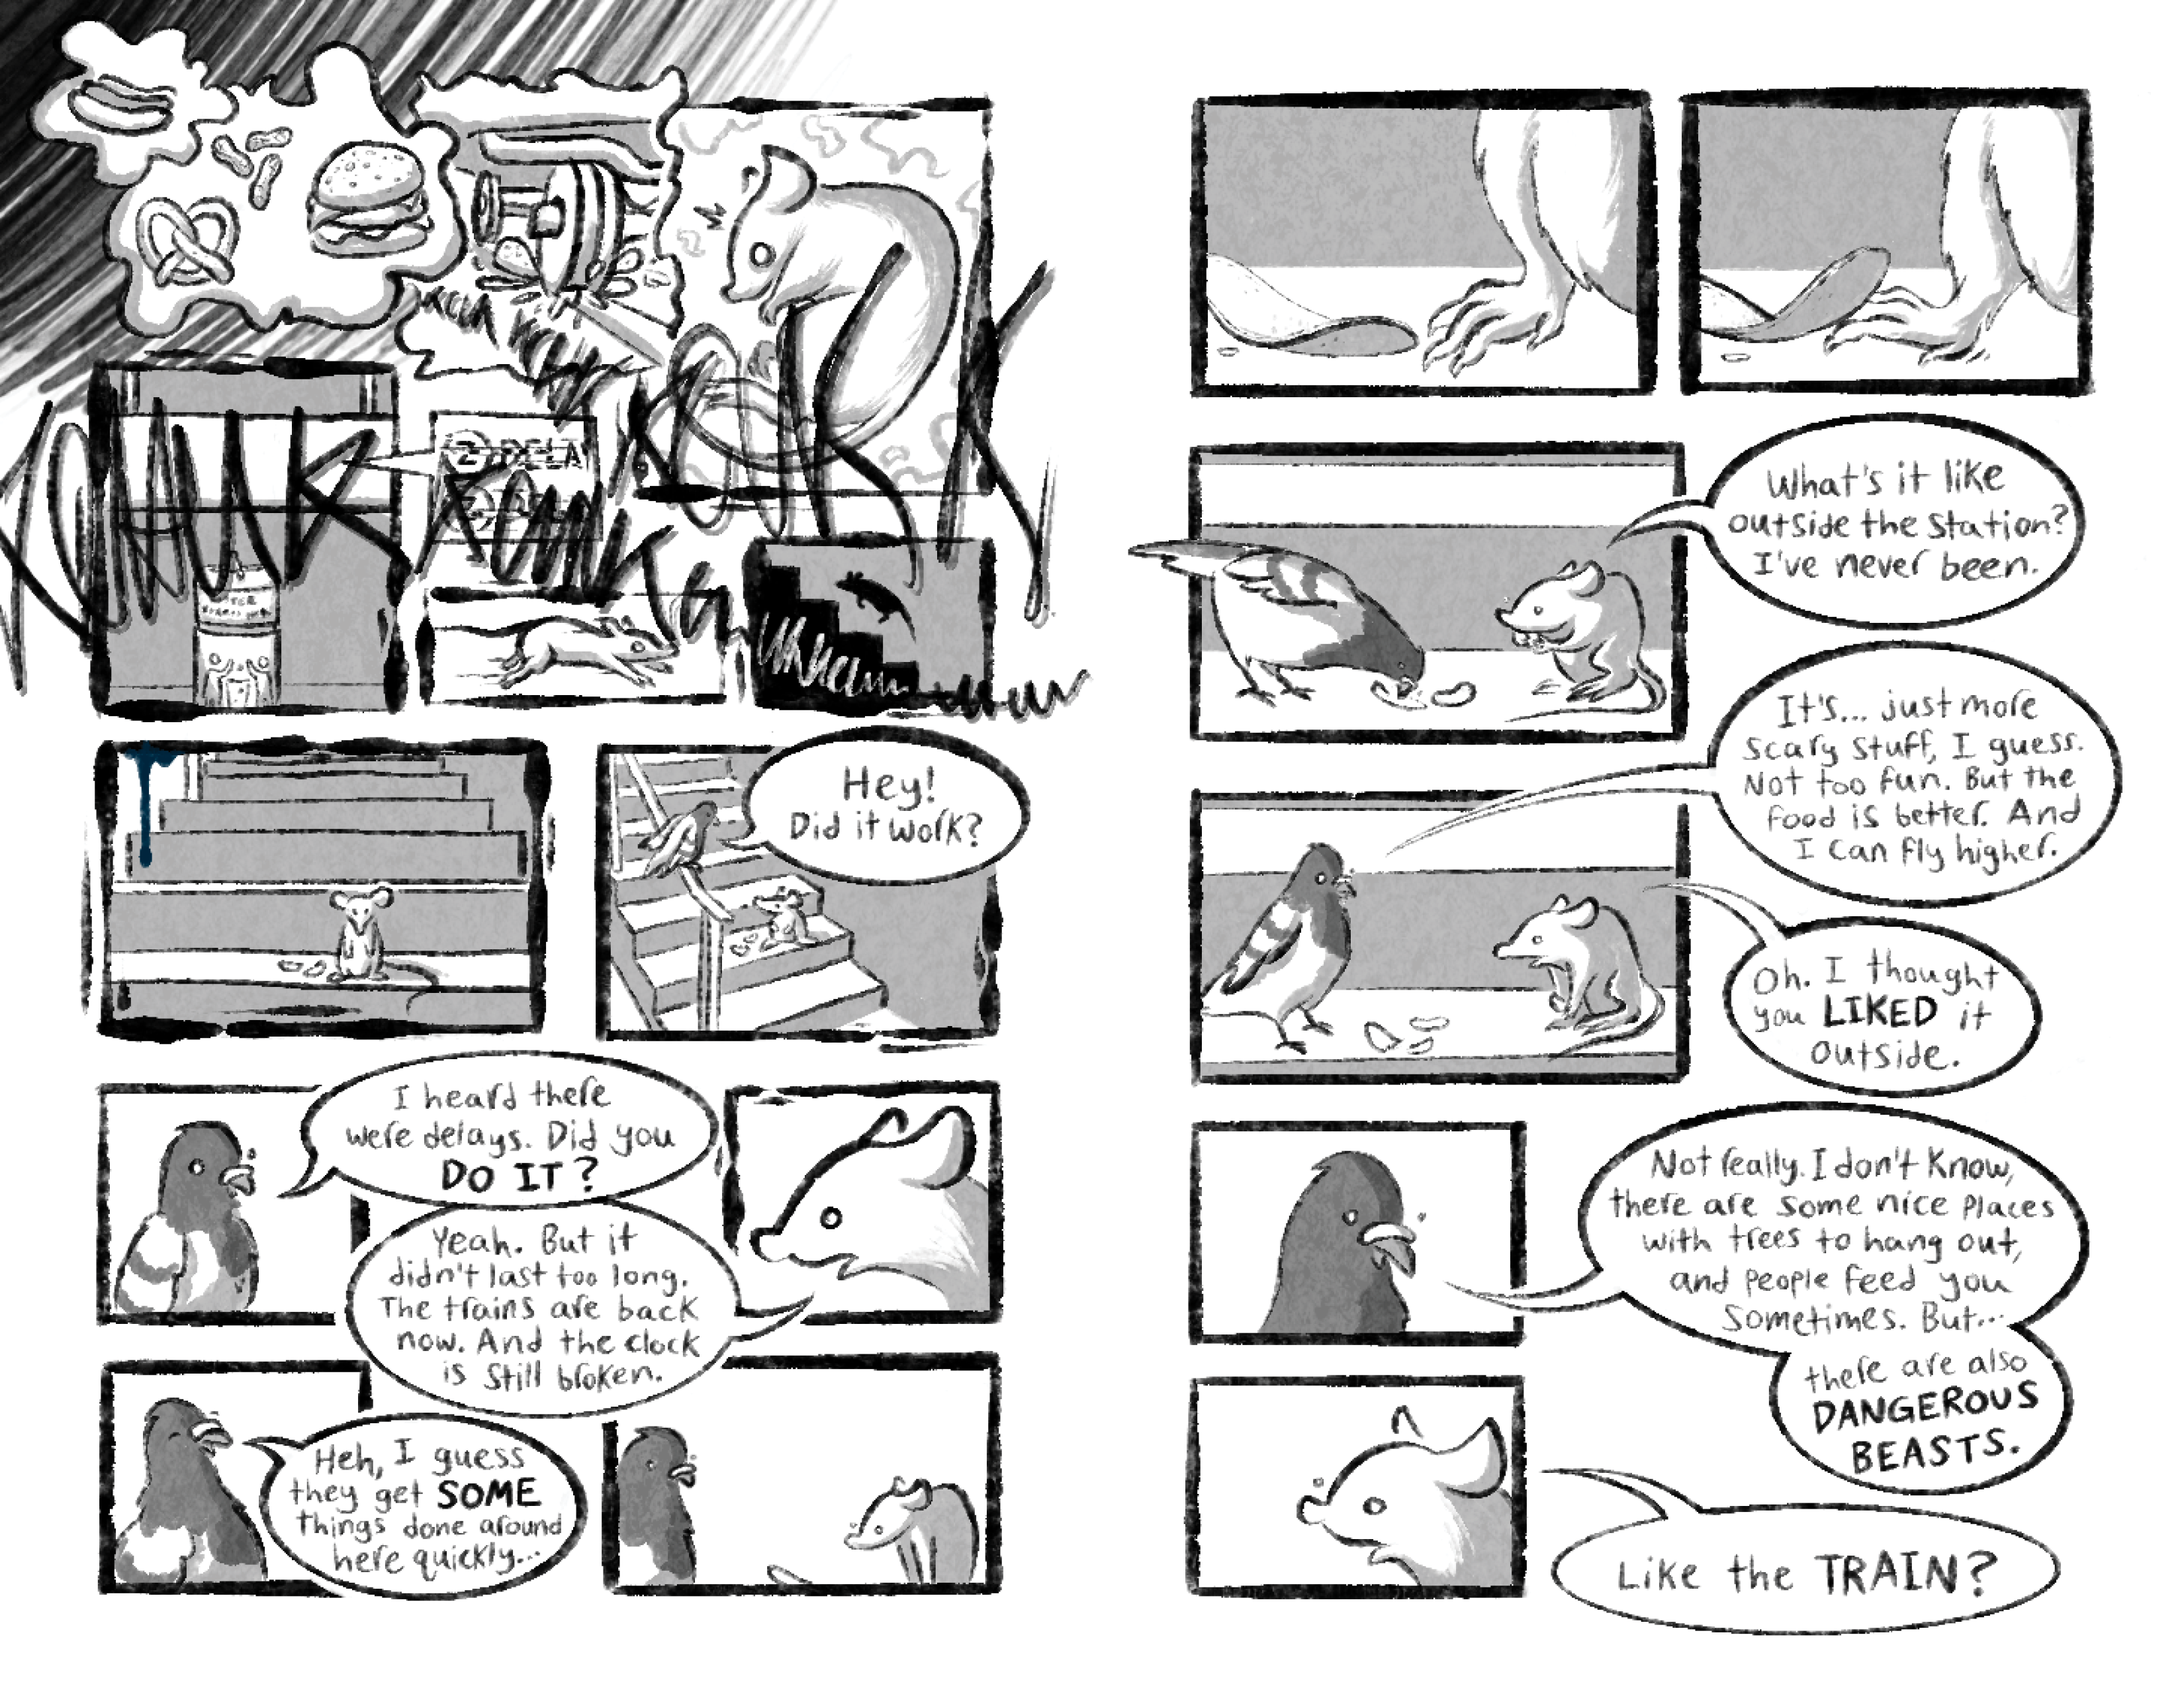 2 DELA
Hey!
Did it work?
I heard there
were delays. Did you
DO IT?
Yeah. But it
didn't last too long.
The trains are back
now. And the clock
is still broken.
Heh, I guess
they get SOME
things done around
here quickly...
What's it like
outside the station?
I've never been.
It's... just more
scary stuff, I guess.
Not too fun. But the
food is better. And
I can fly higher.
Oh. I thought
you LIKED it
outside.
Not really. I don't know,
there are some nice places
with trees to hang out,
and people feed you
sometimes. But...
there are also
DANGEROUS
BEASTS.
Like the TRAIN?